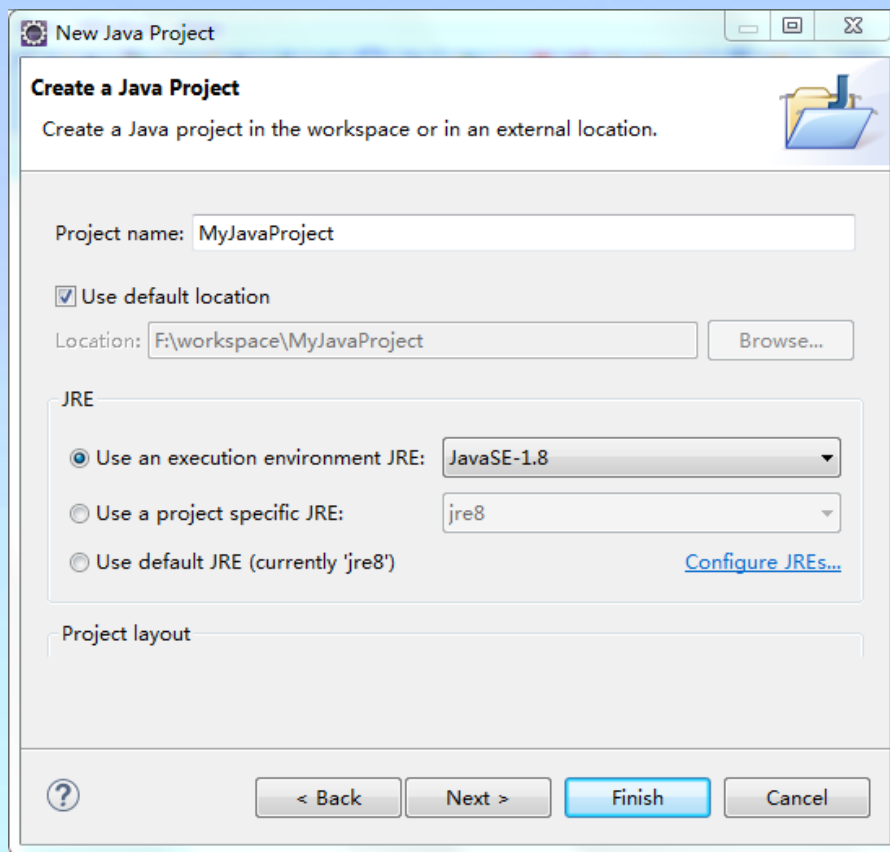 New Java Project
Create a Java Project
Create a Java project in the workspace or in an external location.
Project name: MyJavaProject
Use default location
Location: F:\workspace\MyJavaProject Browse...
JRE
Use an execution environment JRE: JavaSE-1.8
Use a project specific JRE: jre8
Use default JRE (currently 'jre8') Configure JREs...
Project layout
? < Back Next > Finish Cancel